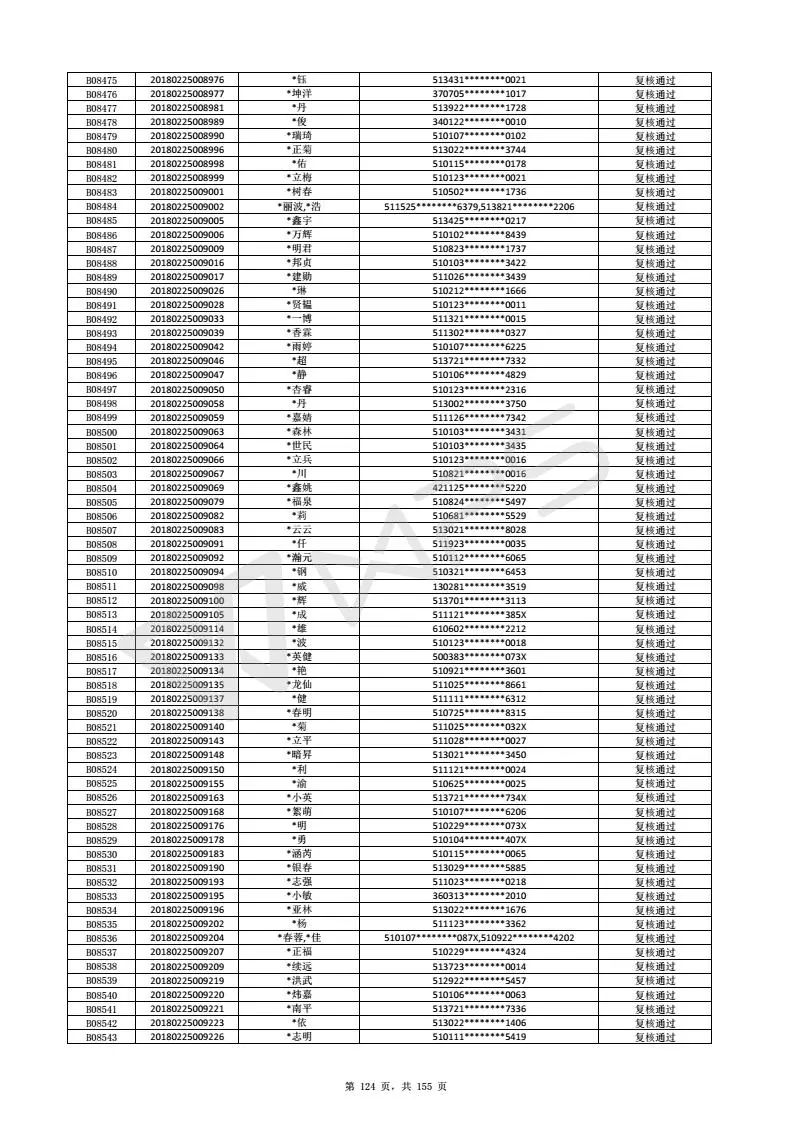 B08475 20180225008976 *钰 513431********0021 复核通过
B08476 20180225008977 *坤洋 370705********1017 复核通过
B08477 20180225008981 *丹 513922********1728 复核通过
B08478 20180225008989 *俊 340122********0010 复核通过
B08479 20180225008990 *瑞琦 510107********0102 复核通过
B08480 20180225008996 *正菊 513022********3744 复核通过
B08481 20180225008998 *佑 510115********0178 复核通过
B08482 20180225008999 *立梅 510123********0021 复核通过
B08483 20180225009001 *树春 510502********1736 复核通过
B08484 20180225009002 *丽波,*浩 511525********6379,513821********2206 复核通过
B08485 20180225009005 *鑫宇 513425********0217 复核通过
B08486 20180225009006 *万辉 510102********8439 复核通过
B08487 20180225009009 *明君 510823********1737 复核通过
B08488 20180225009016 *邦贞 510103********3422 复核通过
B08489 20180225009017 *建勋 511026********3439 复核通过
B08490 20180225009026 *琳 510212********1666 复核通过
B08491 20180225009028 *贤韫 510123********0011 复核通过
B08492 20180225009033 *一博 511321********0015 复核通过
B08493 20180225009039 *香霖 511302********0327 复核通过
B08494 20180225009042 *雨婷 510107********6225 复核通过
B08495 20180225009046 *超 513721********7332 复核通过
B08496 20180225009047 *静 510106********4829 复核通过
B08497 20180225009050 *杏睿 510123********2316 复核通过
B08498 20180225009058 *丹 513002********3750 复核通过
B08499 20180225009059 *嘉婧 511126********7342 复核通过
B08500 20180225009063 *森林 510103********3431 复核通过
B08501 20180225009064 *世民 510103********3435 复核通过
B08502 20180225009066 *立兵 510123********0016 复核通过
B08503 20180225009067 *川 510821********0016 复核通过
B08504 20180225009069 *鑫姚 421125********5220 复核通过
B08505 20180225009079 *福泉 510824********5497 复核通过
B08506 20180225009082 *莉 510681********5529 复核通过
B08507 20180225009083 *云云 513021********8028 复核通过
B08508 20180225009091 *仟 511923********0035 复核通过
B08509 20180225009092 *瀚元 510112********6065 复核通过
B08510 20180225009094 *钢 510321********6453 复核通过
B08511 20180225009098 *威 130281********3519 复核通过
B08512 20180225009100 *辉 513701********3113 复核通过
B08513 20180225009105 *成 511121********385X 复核通过
B08514 20180225009114 *雄 610602********2212 复核通过
B08515 20180225009132 *波 510123********0018 复核通过
B08516 20180225009133 *英健 500383********073X 复核通过
B08517 20180225009134 *艳 510921********3601 复核通过
B08518 20180225009135 *龙仙 511025********8661 复核通过
B08519 20180225009137 *健 511111********6312 复核通过
B08520 20180225009138 *春明 510725********8315 复核通过
B08521 20180225009140 *菊 511025********032X 复核通过
B08522 20180225009143 *立平 511028********0027 复核通过
B08523 20180225009148 *暗昇 513021********3450 复核通过
B08524 20180225009150 *利 511121********0024 复核通过
B08525 20180225009155 *渝 510625********0025 复核通过
B08526 20180225009163 *小英 513721********734X 复核通过
B08527 20180225009168 *絮萌 510107********6206 复核通过
B08528 20180225009176 *明 510229********073X 复核通过
B08529 20180225009178 *勇 510104********407X 复核通过
B08530 20180225009183 *涵芮 510115********0065 复核通过
B08531 20180225009190 *银春 513029********5885 复核通过
B08532 20180225009193 *志强 511023********0218 复核通过
B08533 20180225009195 *小敏 360313********2010 复核通过
B08534 20180225009196 *亚林 513022********1676 复核通过
B08535 20180225009202 *杨 511123********3362 复核通过
B08536 20180225009204 *春蓉,*佳 510107********087X,510922********4202 复核通过
B08537 20180225009207 *正福 510229********4324 复核通过
B08538 20180225009209 *续远 513723********0014 复核通过
B08539 20180225009219 *洪武 512922********5457 复核通过
B08540 20180225009220 *炜嘉 510106********0063 复核通过
B08541 20180225009221 *南平 513721********7336 复核通过
B08542 20180225009223 *依 513022********1406 复核通过
B08543 20180225009226 *志明 510111********5419 复核通过
WPS
第 124 页，共 155 页